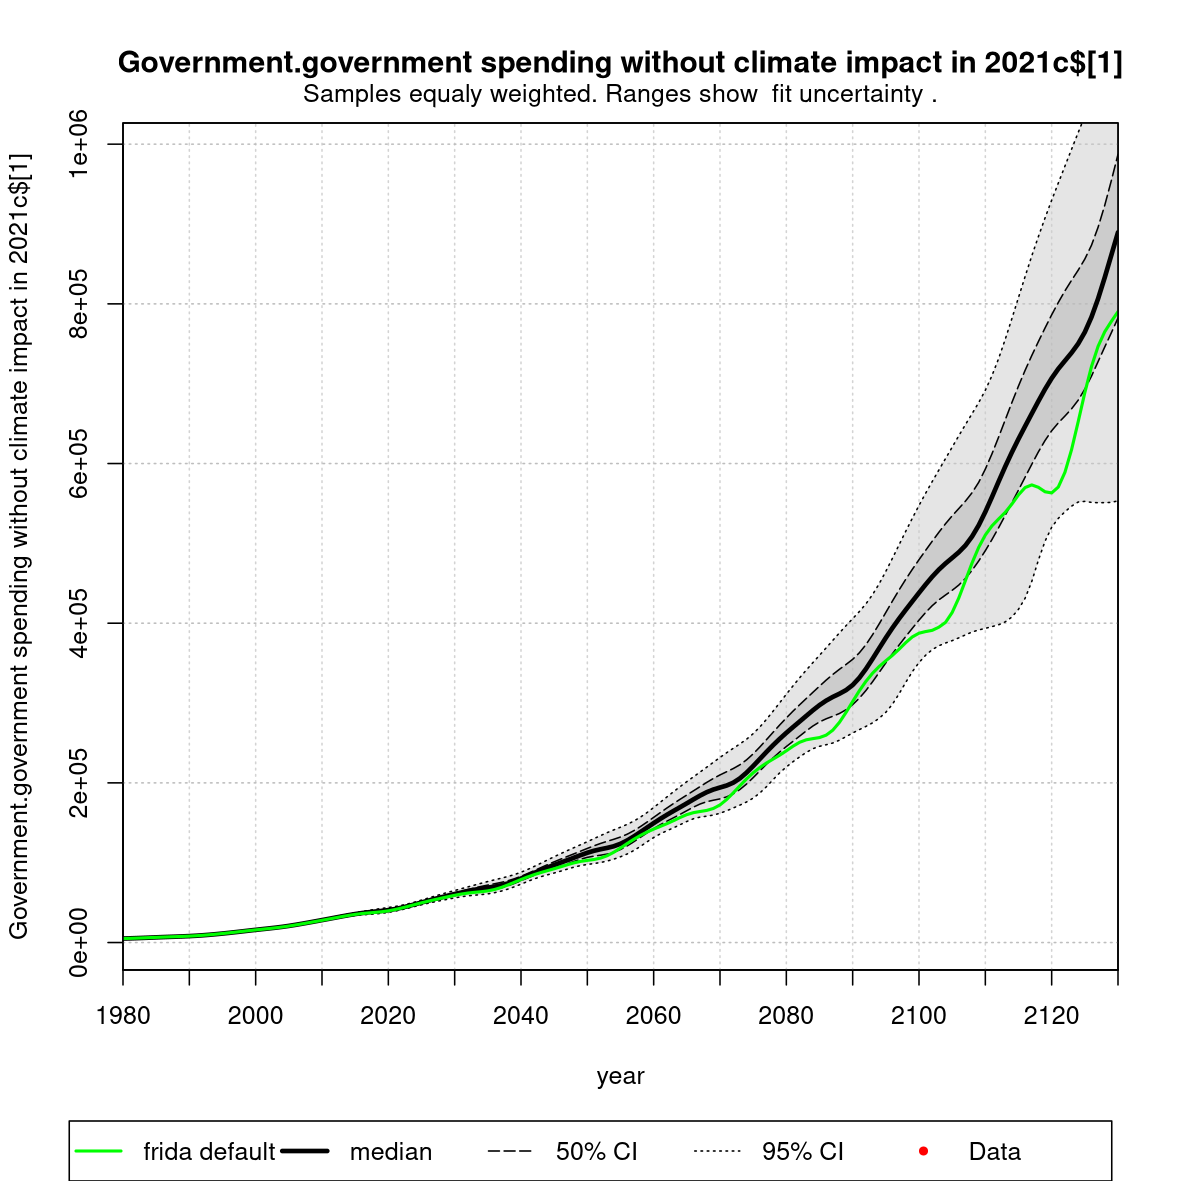 Government.government spending without climate impact in 2021c$[1]
Samples equaly weighted. Ranges show  fit uncertainty .
Government.government spending without climate impact in 2021c$[1]
1e+06
8e+05
6e+05
4e+05
2e+05
0e+00
1980 2000 2020 2040 2060 2080 2100 2120
year
frida default median 50% CI 95% CI Data